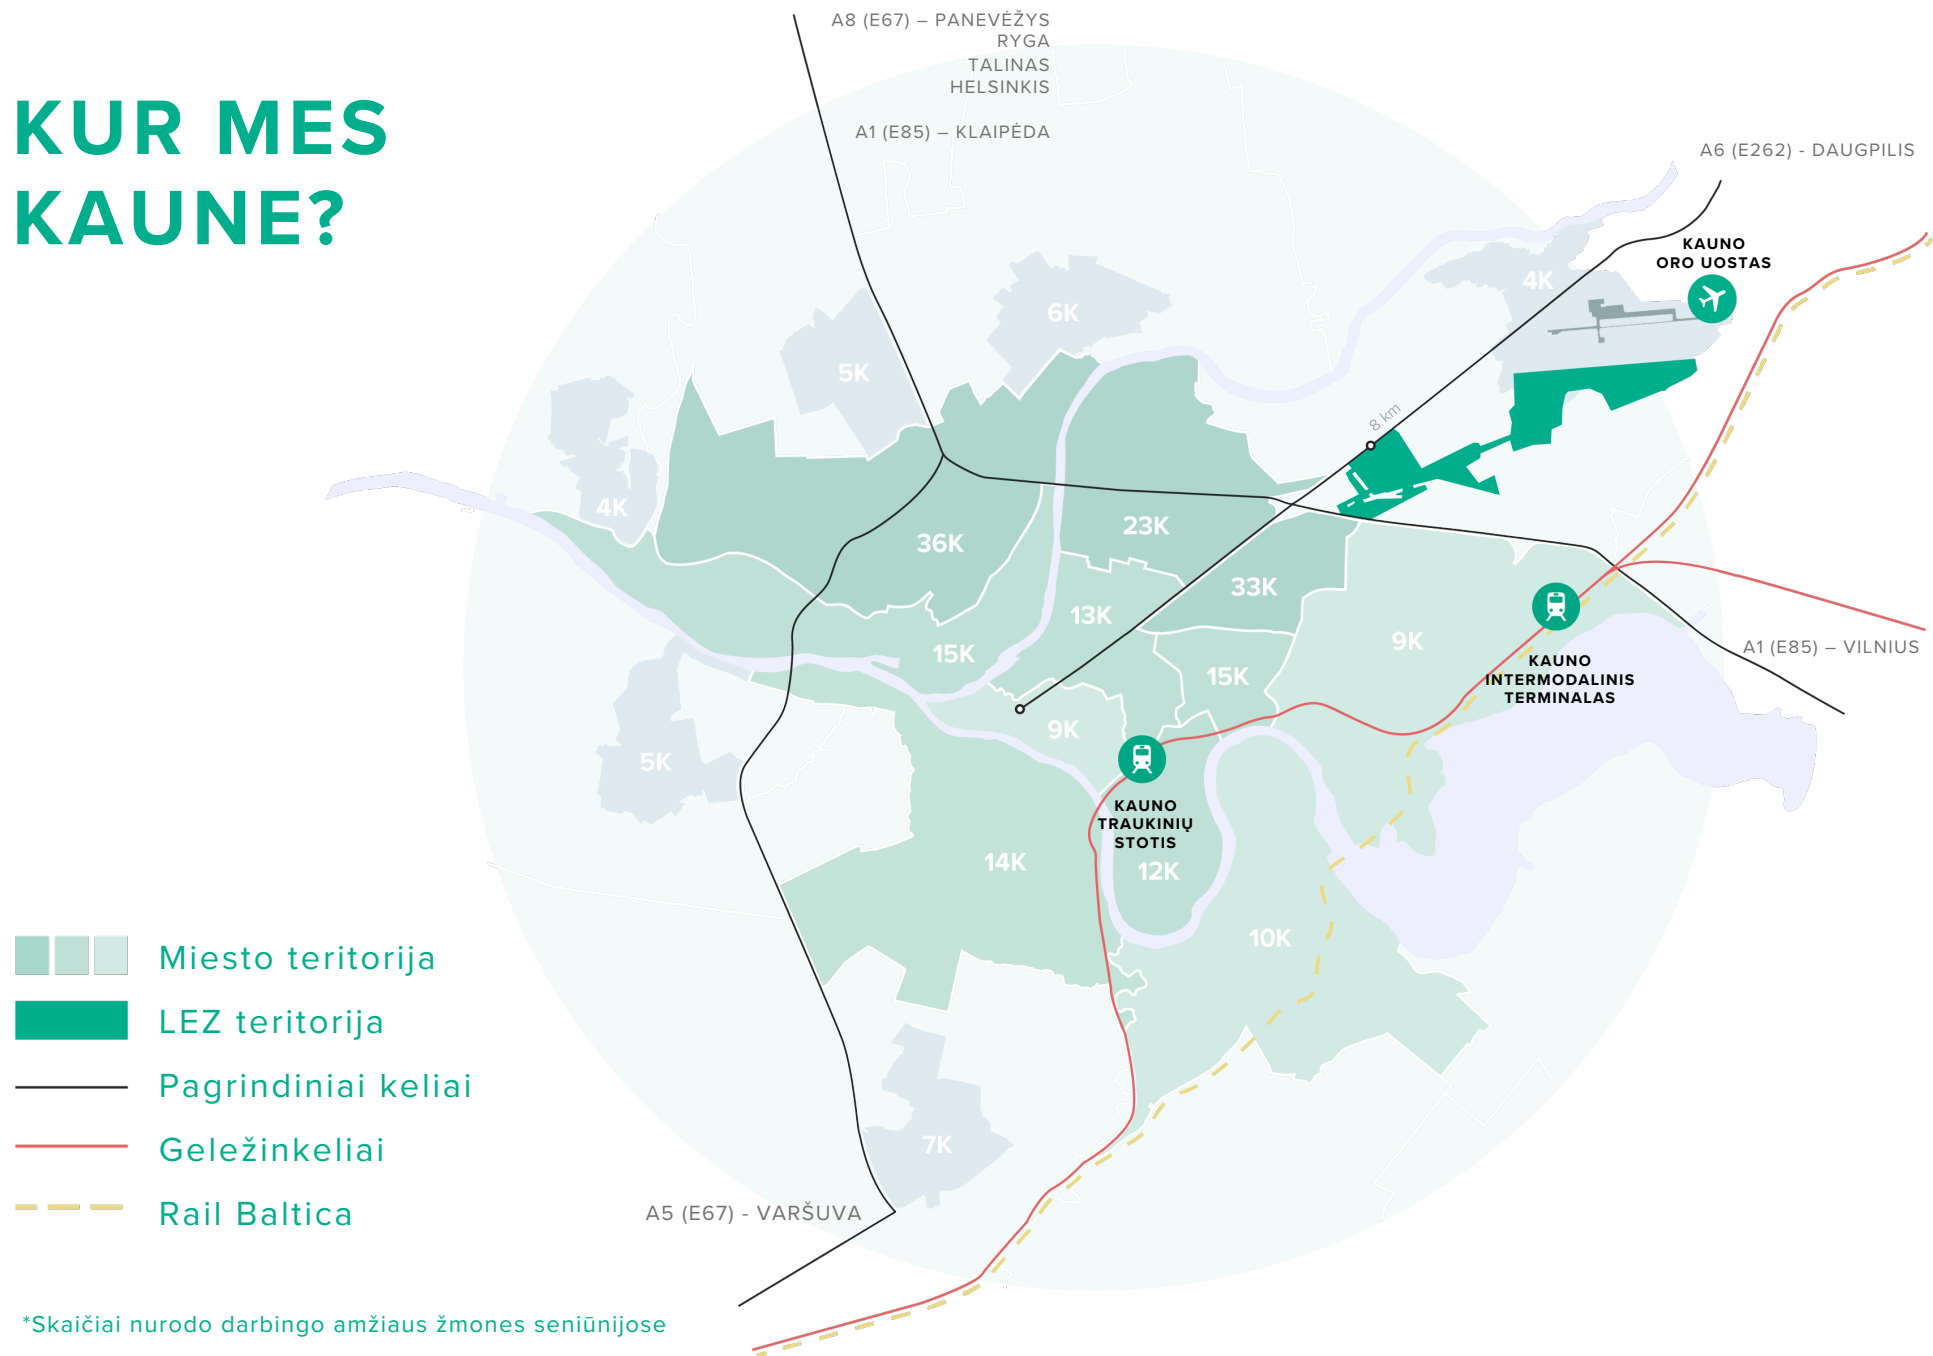 KUR MES
KAUNE?
A8 (E67) – PANEVĖŽYS
RYGA
TALINAS
HELSINKIS
A1 (E85) – KLAIPĖDA
A6 (E262) - DAUGPILIS
KAUNO
ORO UOSTAS
4K
6K
5K
8 km
4K
36K
23K
33K
13K
15K
9K
15K
A1 (E85) – VILNIUS
KAUNO
INTERMODALINIS
TERMINALAS
9K
5K
KAUNO
TRAUKINIŲ
STOTIS
14K
12K
10K
7K
A5 (E67) - VARŠUVA
Miesto teritorija
LEZ teritorija
Pagrindiniai keliai
Geležinkeliai
Rail Baltica
*Skaičiai nurodo darbingo amžiaus žmones seniūnijose